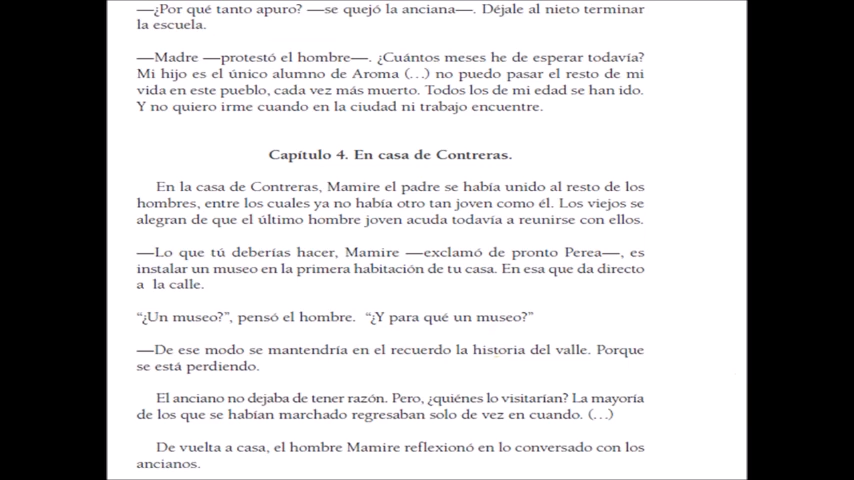 —¿Por qué tanto apuro? —se quejó la anciana—. Déjale al nieto terminar
la escuela.
—Madre —protestó el hombre—. ¿Cuántos meses he de esperar todavía?
Mi hijo es el único alumno de Aroma (...) no puedo pasar el resto de mi
vida en este pueblo, cada vez más muerto. Todos los de mi edad se han ido.
Y no quiero irme cuando en la ciudad ni trabajo encuentre.
Capítulo 4. En casa de Contreras.
En la casa de Contreras, Mamire el padre se había unido al resto de los
hombres, entre los cuales ya no había otro tan joven como él. Los viejos se
alegran de que el último hombre joven acuda todavía a reunirse con ellos.
—Lo que tú deberías hacer, Mamire —exclamó de pronto Perea—, es
instalar un museo en la primera habitación de tu casa. En esa que da directo
a la calle.
“¿Un museo?”, pensó el hombre. “¿Y para qué un museo?”
—De ese modo se mantendría en el recuerdo la historia del valle. Porque
se está perdiendo.
El anciano no dejaba de tener razón. Pero, ¿quiénes lo visitarían? La mayoría
de los que se habían marchado regresaban solo de vez en cuando. (...)
De vuelta a casa, el hombre Mamire reflexionó en lo conversado con los
ancianos.